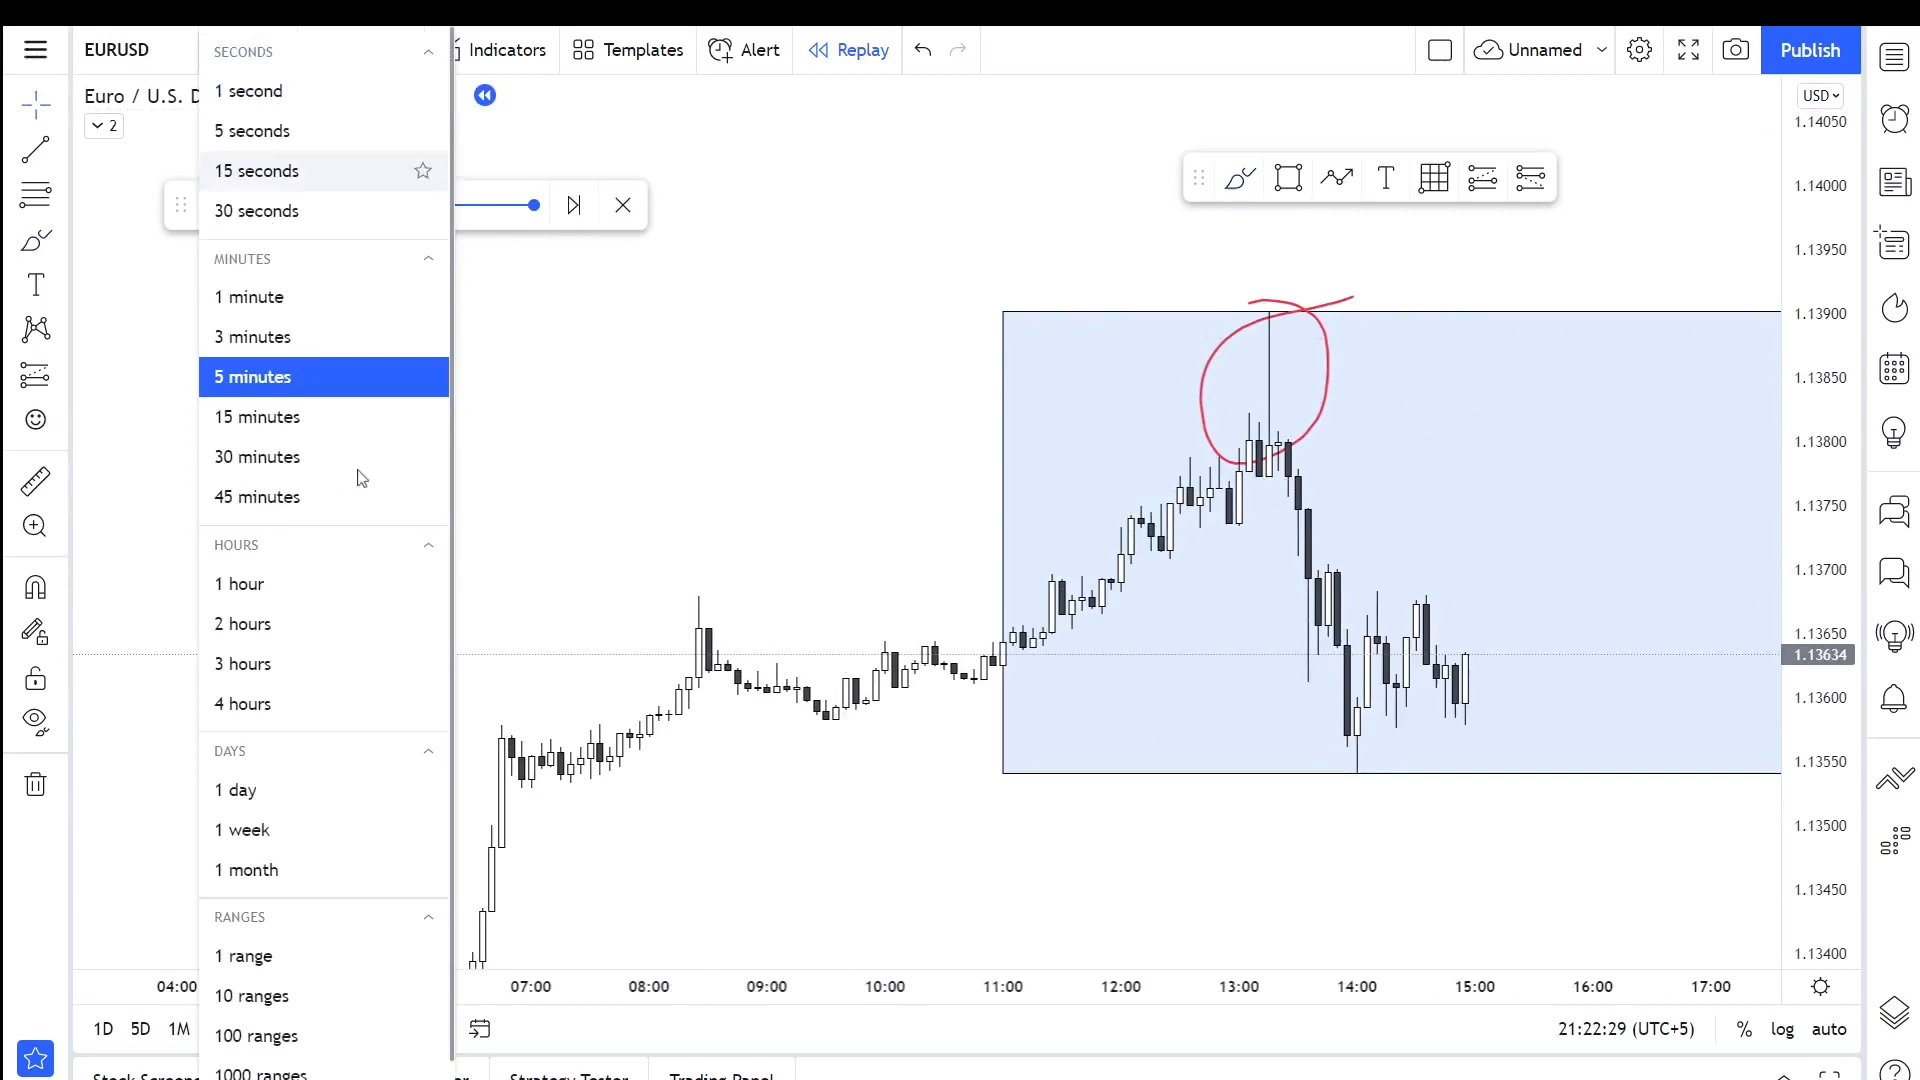 EURUSD
Indicators
Templates
Alert
Replay
Unnamed
Publish
Euro / U.S. D
2
SECONDS
1 second
5 seconds
15 seconds
30 seconds
MINUTES
1 minute
3 minutes
5 minutes
15 minutes
30 minutes
45 minutes
HOURS
1 hour
2 hours
3 hours
4 hours
DAYS
1 day
1 week
1 month
RANGES
1 range
10 ranges
100 ranges
1000 ranges
USD
1.14050
1.14000
1.13950
1.13900
1.13850
1.13800
1.13750
1.13700
1.13650
1.13634
1.13600
1.13550
1.13500
1.13450
1.13400
04:00
07:00
08:00
09:00
10:00
11:00
12:00
13:00
14:00
15:00
16:00
17:00
1D
5D
1M
21:22:29 (UTC+5)
%
log
auto
Strategy Tester
Trading Panel